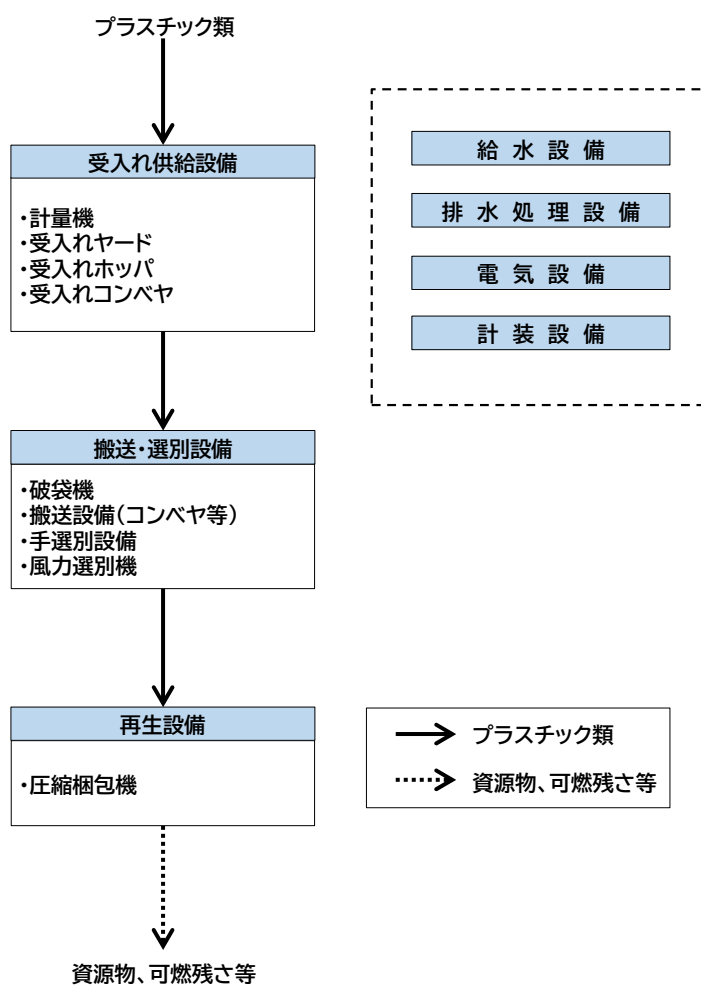 プラスチック類
受入れ供給設備
・計量機
・受入れヤード
・受入れホッパ
・受入れコンベヤ
給水設備
排水処理設備
電気設備
計装設備
搬送・選別設備
・破袋機
・搬送設備(コンベヤ等)
・手選別設備
・風力選別機
再生設備
・圧縮梱包機
プラスチック類
資源物、可燃残さ等
資源物、可燃残さ等